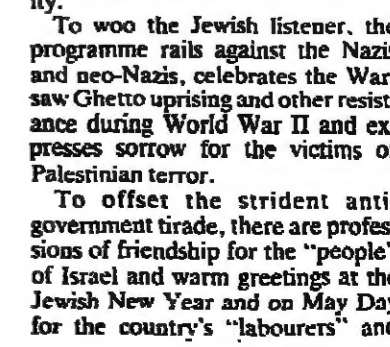 ity.
To woo the Jewish listener, the
programme rails against the Nazis
and neo-Nazis, celebrates the War-
saw Ghetto uprising and other resist-
ance during World War II and ex-
presses sorrow for the victims o
Palestinian terror.
To offset the strident anti-
government tirade, there are profes-
sions of friendship for the "people"
of Israel and warm greetings at the
Jewish New Year and on May Day
for the country's "labourers" and